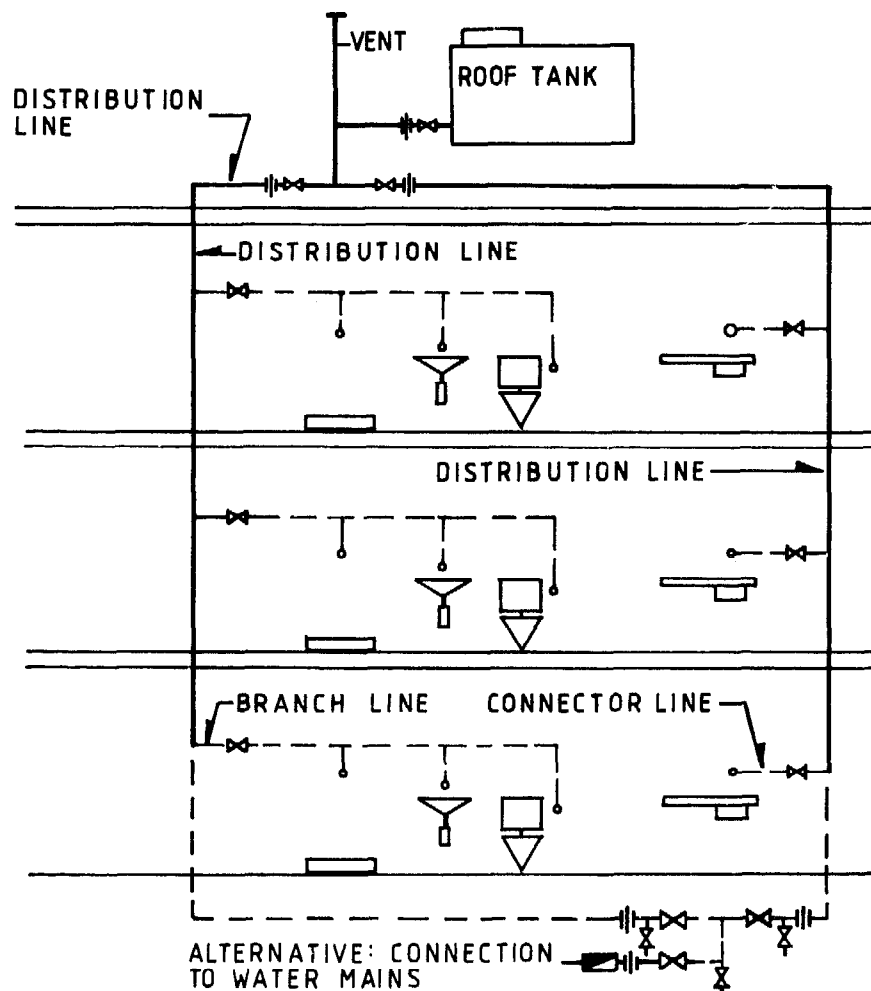 VENT
ROOF TANK
DISTRIBUTION
LINE
DISTRIBUTION LINE
DISTRIBUTION LINE
BRANCH LINE
CONNECTOR LINE
ALTERNATIVE: CONNECTION
TO WATER MAINS